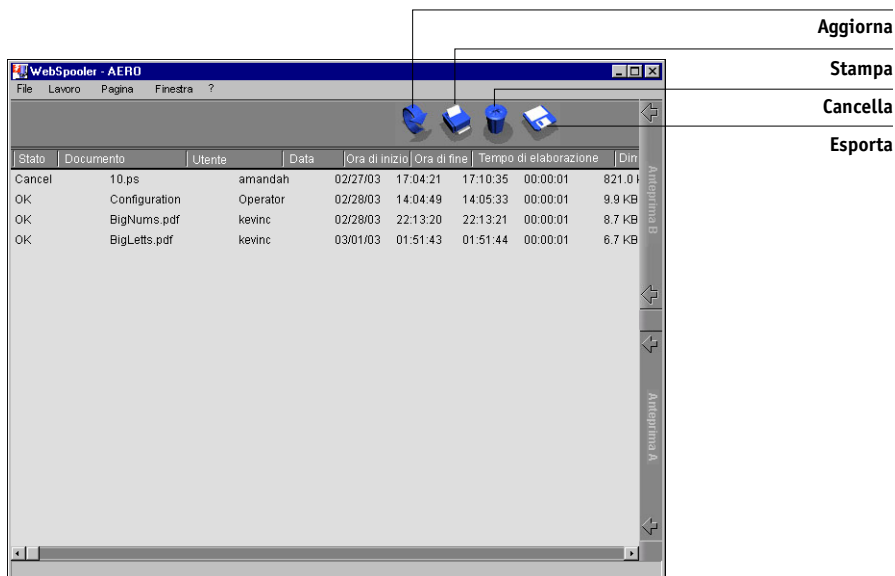 Aggiorna
Stampa
Cancella
Esporta
WebSpooler - AERO
File Lavoro Pagina Finestra ?
Stato Documento Utente Data Ora di inizio Ora di fine Tempo di elaborazione
Cancel 10.ps amandah 02/27/03 17:04:21 17:10:35 00:00:01 821.0
OK Configuration Operator 02/28/03 14:04:49 14:05:33 00:00:01 9.9 KB
OK BigNums.pdf kevinc 02/28/03 22:13:20 22:13:21 00:00:01 8.7 KB
OK BigLetts.pdf kevinc 03/01/03 01:51:43 01:51:44 00:00:01 6.7 KB
Anteprima B
Anteprima A